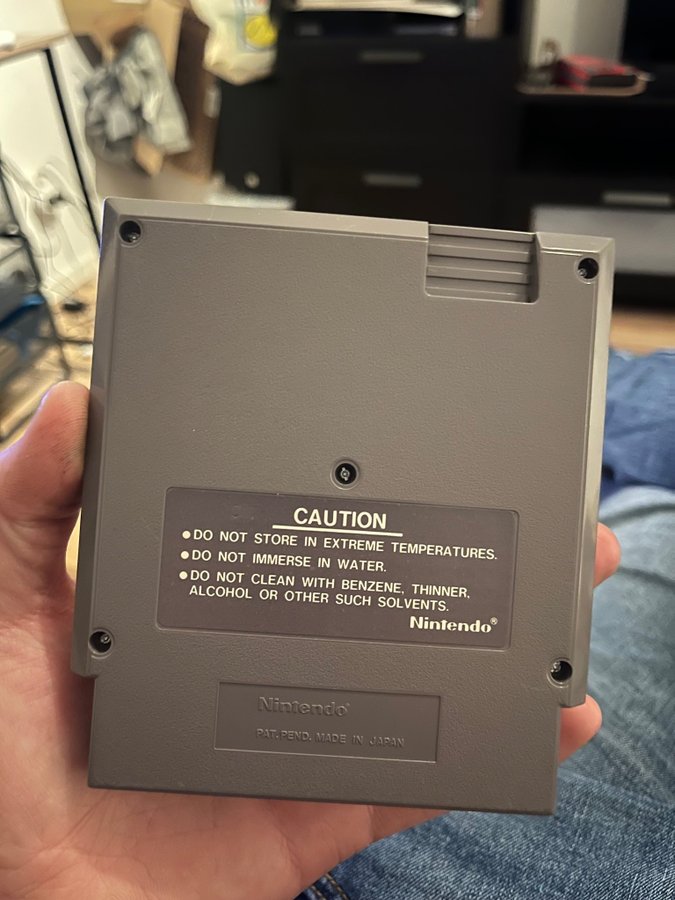 CAUTION
●DO NOT STORE IN EXTREME TEMPERATURES.
●DO NOT IMMERSE IN WATER.
●DO NOT CLEAN WITH BENZENE, THINNER,
ALCOHOL OR OTHER SUCH SOLVENTS.
Nintendo®
Nintendo®
PAT. PEND. MADE IN JAPAN